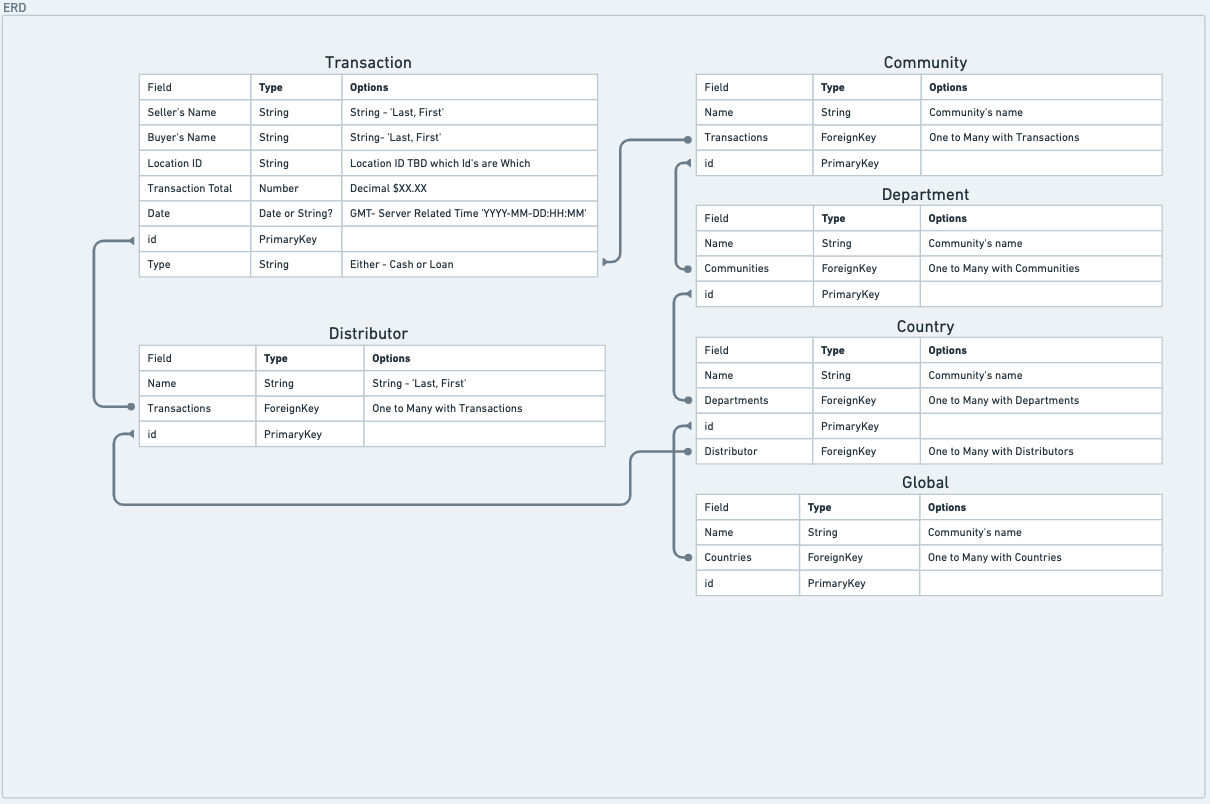 ERD
Transaction
Field Type Options
Seller's Name String String - 'Last, First'
Buyer's Name String String- 'Last, First'
Location ID String Location ID TBD which Id's are Which
Transaction Total Number Decimal $XX.XX
Date Date or String? GMT- Server Related Time 'YYYY-MM-DD:HH:MM'
id PrimaryKey
Type String Either - Cash or Loan
Distributor
Field Type Options
Name String String - 'Last, First'
Transactions ForeignKey One to Many with Transactions
id PrimaryKey
Community
Field Type Options
Name String Community's name
Transactions ForeignKey One to Many with Transactions
id PrimaryKey
Department
Field Type Options
Name String Community's name
Communities ForeignKey One to Many with Communities
id PrimaryKey
Country
Field Type Options
Name String Community's name
Departments ForeignKey One to Many with Departments
id PrimaryKey
Distributor ForeignKey One to Many with Distributors
Global
Field Type Options
Name String Community's name
Countries ForeignKey One to Many with Countries
id PrimaryKey